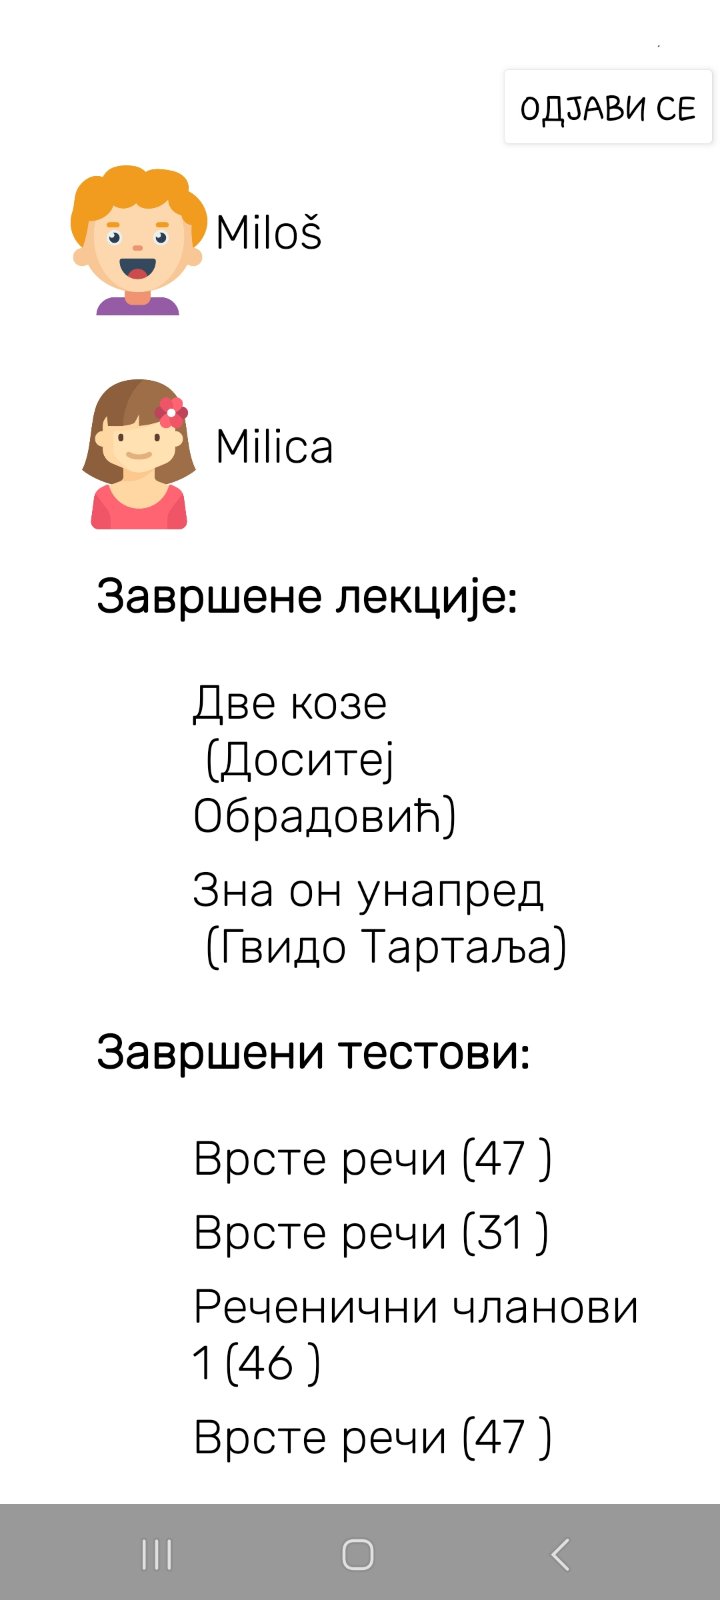 ОДЈАВИ СЕ
Miloš
Milica
Завршене лекције:
Две козе
(Доситеј
Обрадовић)
Зна он унапред
(Гвидо Тартаља)
Завршени тестови:
Врсте речи (47 )
Врсте речи (31 )
Реченични чланови
1 (46 )
Врсте речи (47 )